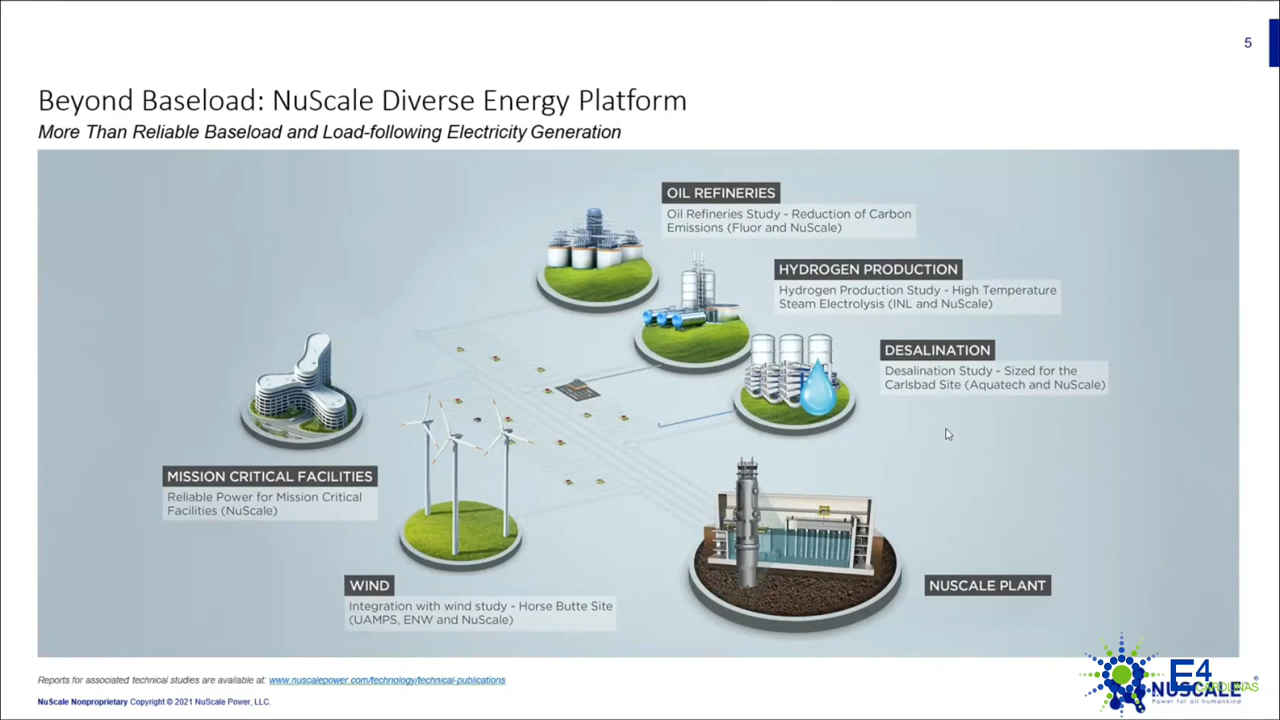 5
Beyond Baseload: NuScale Diverse Energy Platform
More Than Reliable Baseload and Load-following Electricity Generation
OIL REFINERIES
Oil Refineries Study - Reduction of Carbon
Emissions (Fluor and NuScale)
HYDROGEN PRODUCTION
Hydrogen Production Study - High Temperature
Steam Electrolysis (INL and NuScale)
DESALINATION
Desalination Study - Sized for the
Carlsbad Site (Aquatech and NuScale)
MISSION CRITICAL FACILITIES
Reliable Power for Mission Critical
Facilities (NuScale)
WIND
Integration with wind study - Horse Butte Site
(UAMPS, ENW and NuScale)
NUSCALE PLANT
Reports for associated technical studies are available at: www.nuscalepower.com/technology/technical-publications
NuScale Nonproprietary Copyright © 2021 NuScale Power, LLC.
E4
CAROLINAS
NUSCALE
Power for all humankind